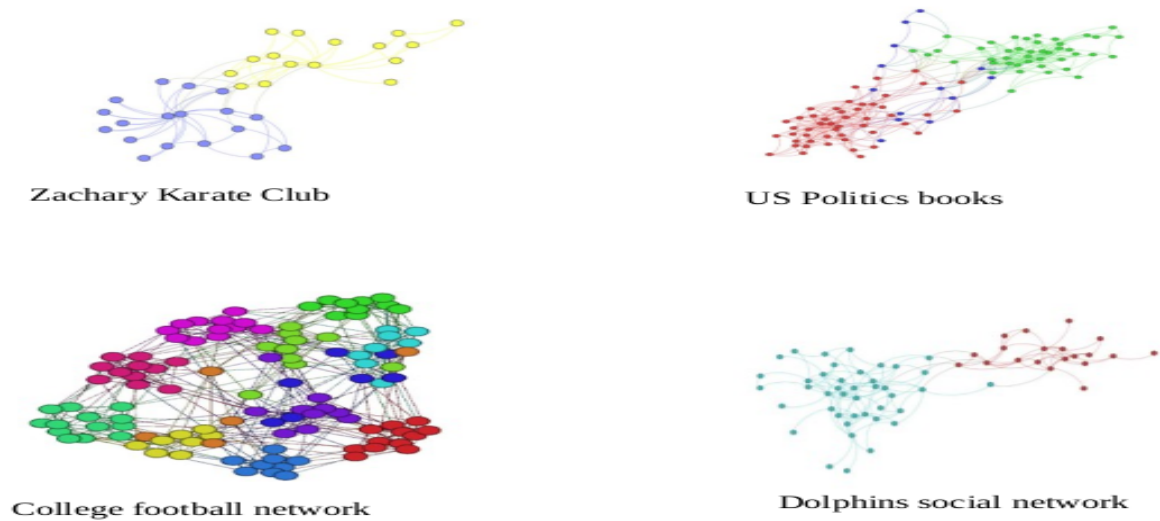 Zachary Karate Club
US Politics books
College football network
Dolphins social network